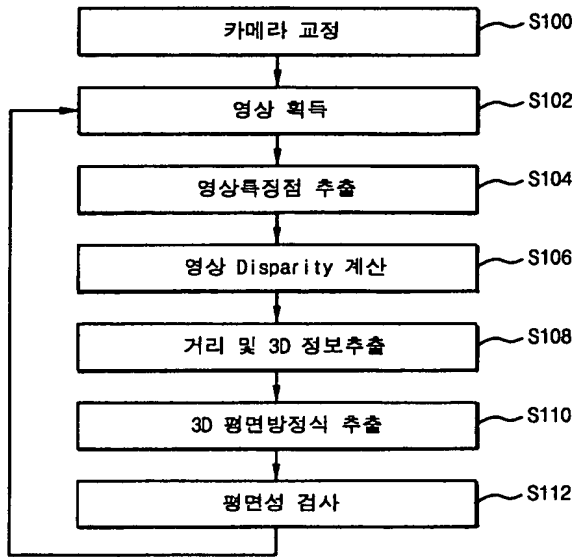 카메라 교정
S100
영상 획득
S102
영상특징점 추출
S104
영상 Disparity 계산
S106
거리 및 3D 정보추출
S108
3D 평면방정식 추출
S110
평면성 검사
S112